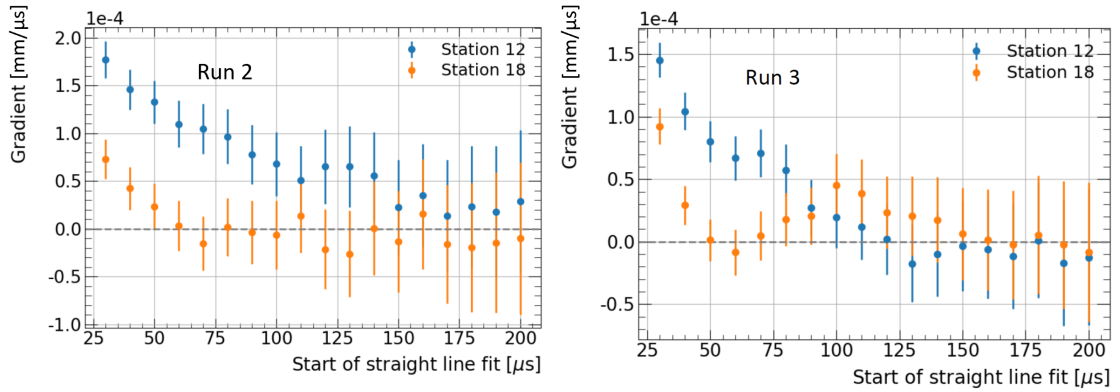 1e-4
Gradient [mm/μs]
2.0
1.5
1.0
0.5
0.0
-0.5
-1.0
Run 2
Station 12
Station 18
25 50 75 100 125 150 175 200
Start of straight line fit [μs]
1e-4
Gradient [mm/μs]
1.5
1.0
0.5
0.0
-0.5
Run 3
Station 12
Station 18
25 50 75 100 125 150 175 200
Start of straight line fit [μs]